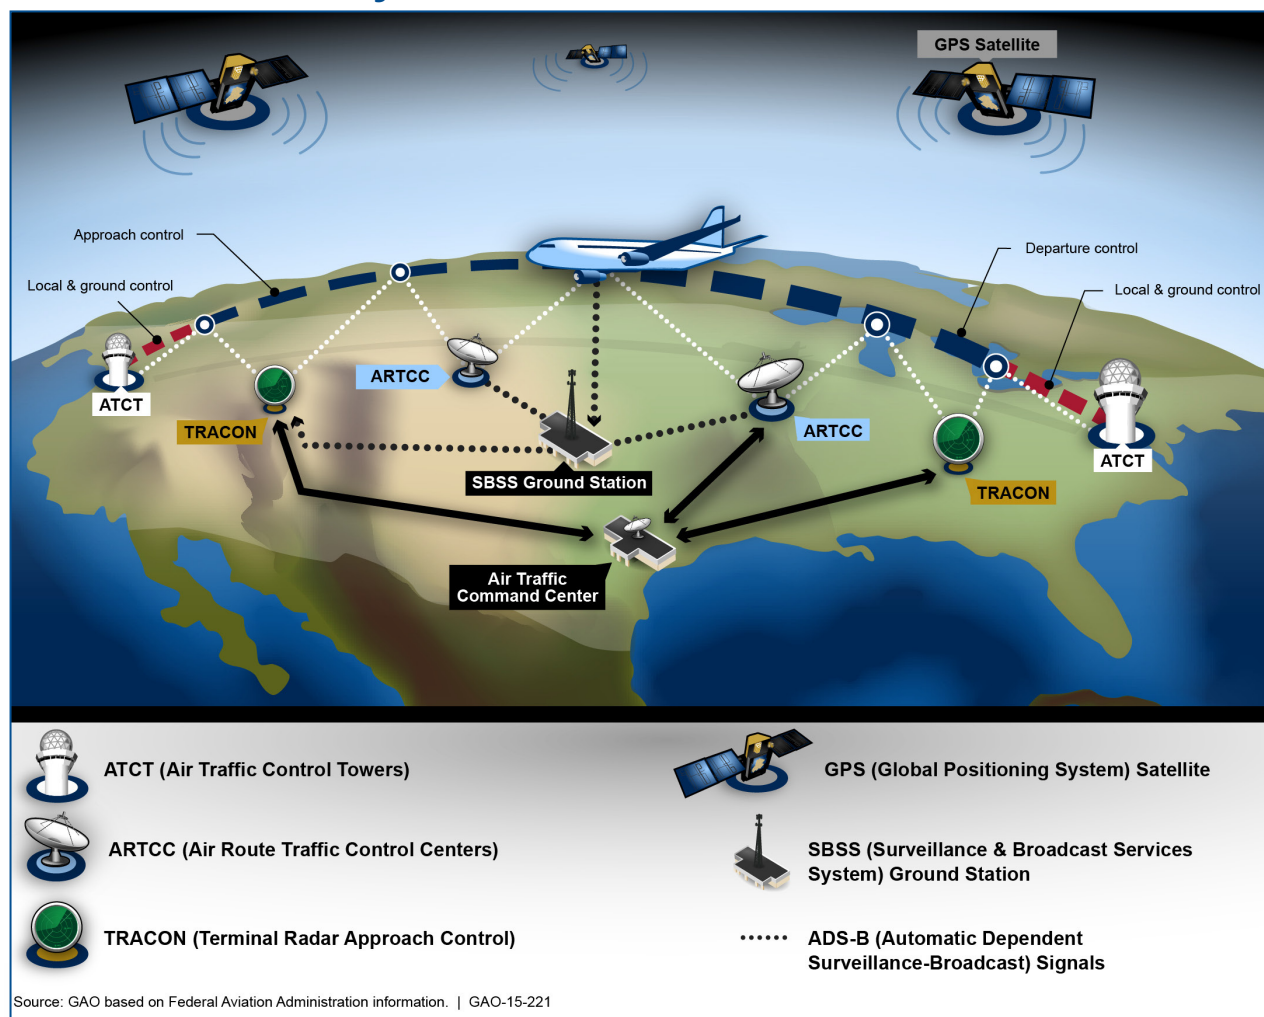 GPS Satellite
Approach control
Departure control
Local & ground control
Local & ground control
ARTCC
ATCT
TRACON
ARTCC
ATCT
SBSS Ground Station
TRACON
Air Traffic
Command Center
ATCT (Air Traffic Control Towers)
GPS (Global Positioning System) Satellite
ARTCC (Air Route Traffic Control Centers)
SBSS (Surveillance & Broadcast Services
System) Ground Station
TRACON (Terminal Radar Approach Control)
ADS-B (Automatic Dependent
Surveillance-Broadcast) Signals
Source: GAO based on Federal Aviation Administration information. | GAO-15-221